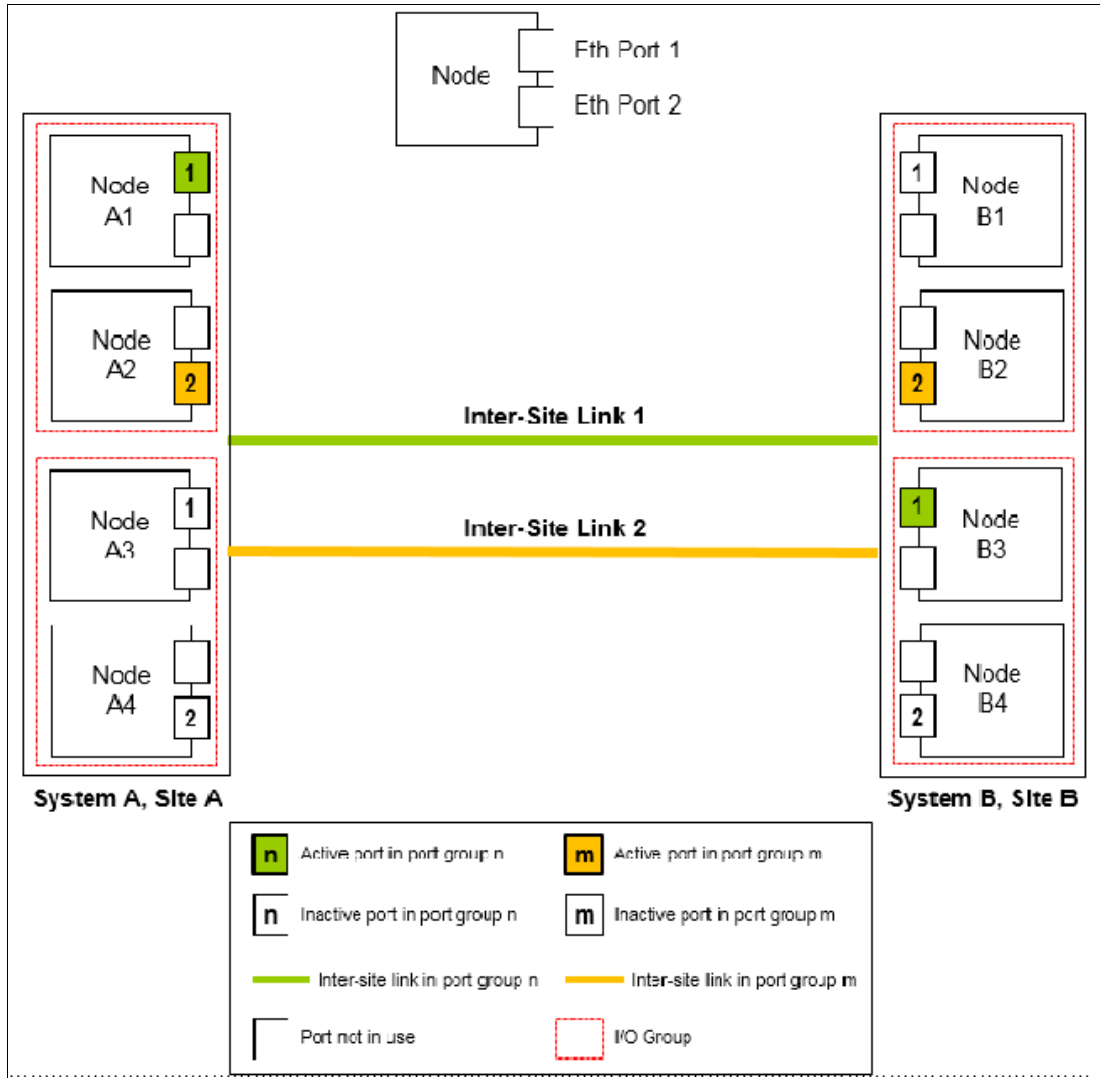 Node
Eth Port 1
Eth Port 2
Node
A1
1
Node
A2
2
Node
A3
1
Node
A4
2
System A, Site A
Inter-Site Link 1
Inter-Site Link 2
1
Node
B1
2
Node
B2
1
Node
B3
2
Node
B4
System B, Site B
n Active port in port group n
m Active port in port group m
n Inactive port in port group n
m Inactive port in port group m
Inter-site link in port group n
Inter-site link in port group m
Port not in use
I/O Group